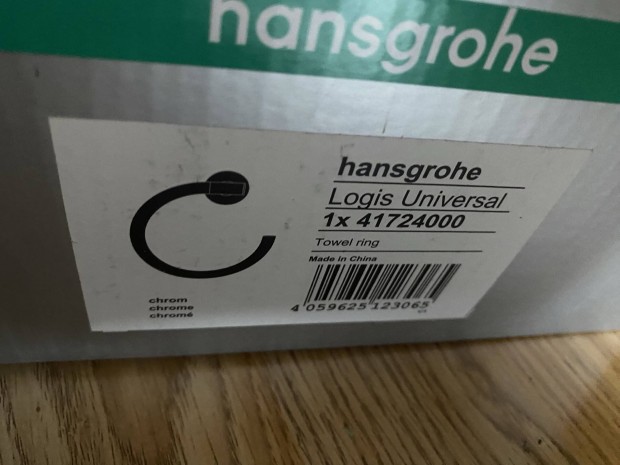 hansgrohe
hansgrohe
Logis Universal
1x 41724000
Towel ring
Made in China
chrom
chrome
chromé
4 059625 123065